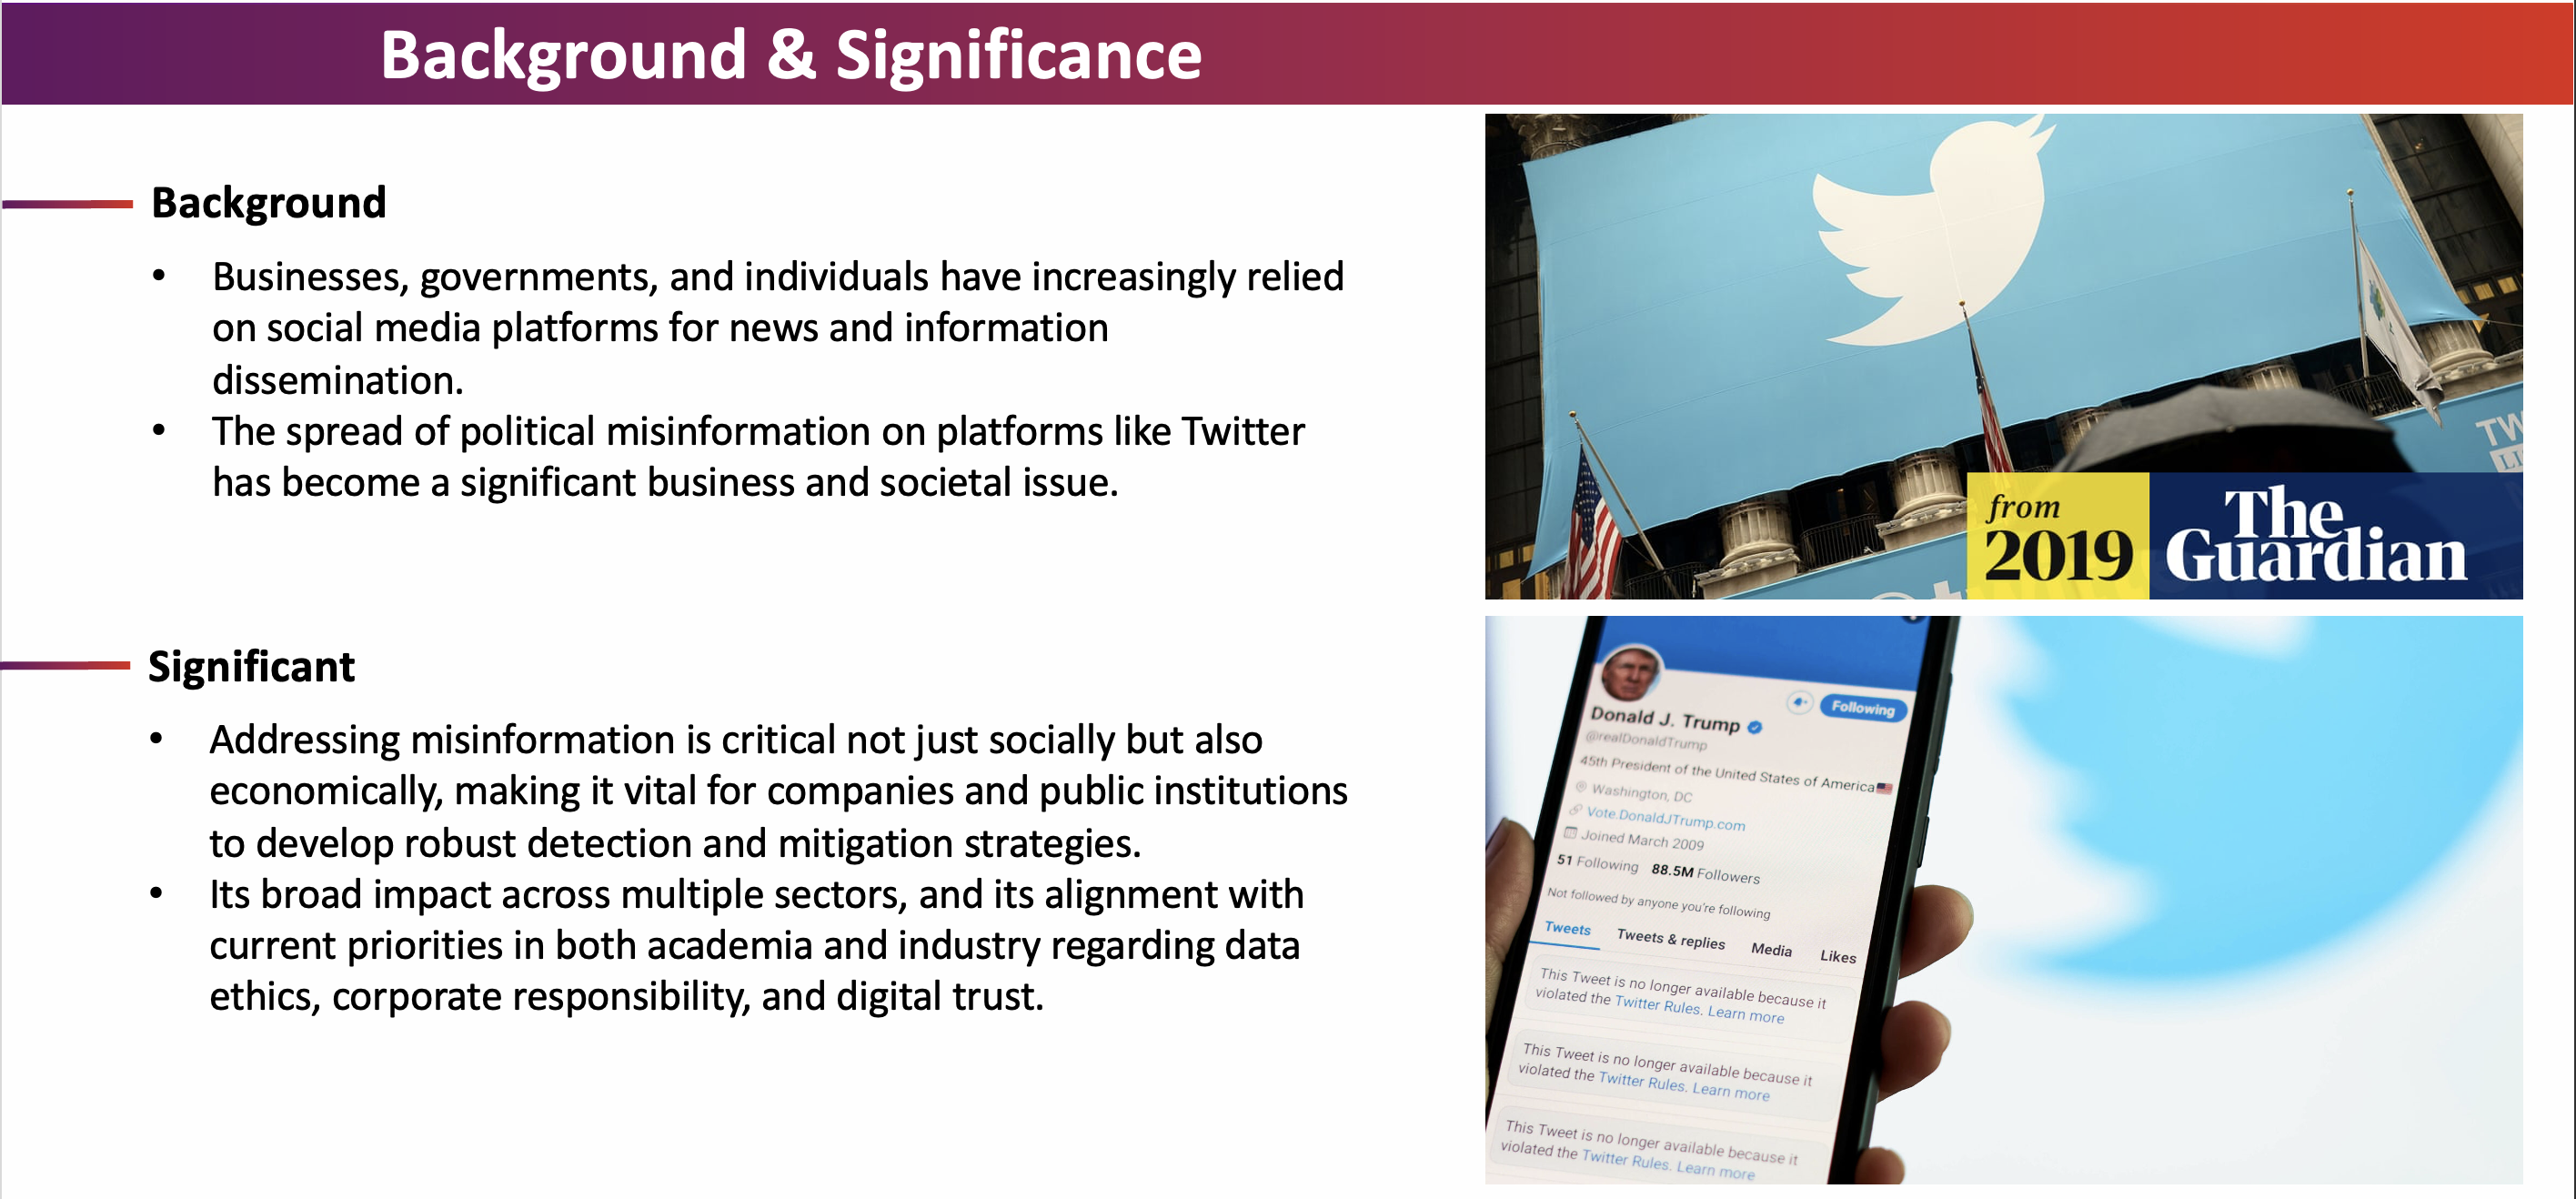 Background & Significance
Background
• Businesses, governments, and individuals have increasingly relied
on social media platforms for news and information
dissemination.
• The spread of political misinformation on platforms like Twitter
has become a significant business and societal issue.
Significant
• Addressing misinformation is critical not just socially but also
economically, making it vital for companies and public institutions
to develop robust detection and mitigation strategies.
• Its broad impact across multiple sectors, and its alignment with
current priorities in both academia and industry regarding data
ethics, corporate responsibility, and digital trust.
TW
LI
from
2019
The
Guardian
Following
Donald J. Trump
@realDonaldTrump
45th President of the United States of America
Washington, DC
Vote.DonaldJTrump.com
Joined March 2009
51 Following 88.5M Followers
Not followed by anyone you're following
Tweets Tweets & replies Media Likes
This Tweet is no longer available because it
violated the Twitter Rules. Learn more
This Tweet is no longer available because it
violated the Twitter Rules. Learn more
This Tweet is no longer available because it
violated the Twitter Rules. Learn more